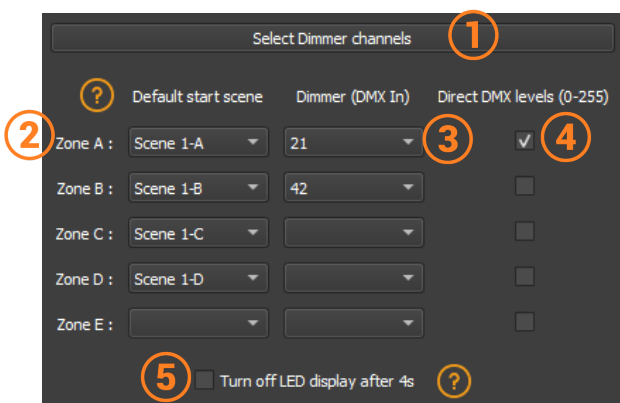 Select Dimmer channels 1
? Default start scene Dimmer (DMX In) Direct DMX levels (0-255)
2 Zone A : Scene 1-A 21 3 4
Zone B : Scene 1-B 42
Zone C : Scene 1-C
Zone D : Scene 1-D
Zone E :
5 Turn off LED display after 4s ?